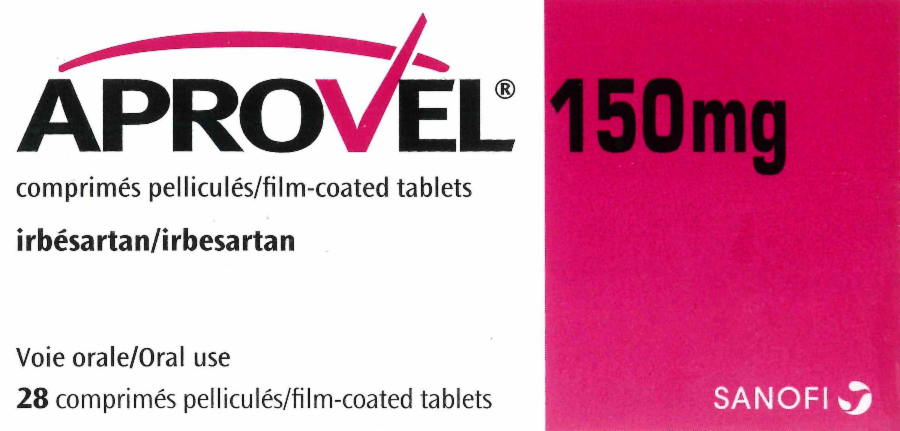 APROVEL® 150mg
comprimés pelliculés/film-coated tablets
irbésartan/irbesartan
Voie orale/Oral use
28 comprimés pelliculés/film-coated tablets
SANOFI